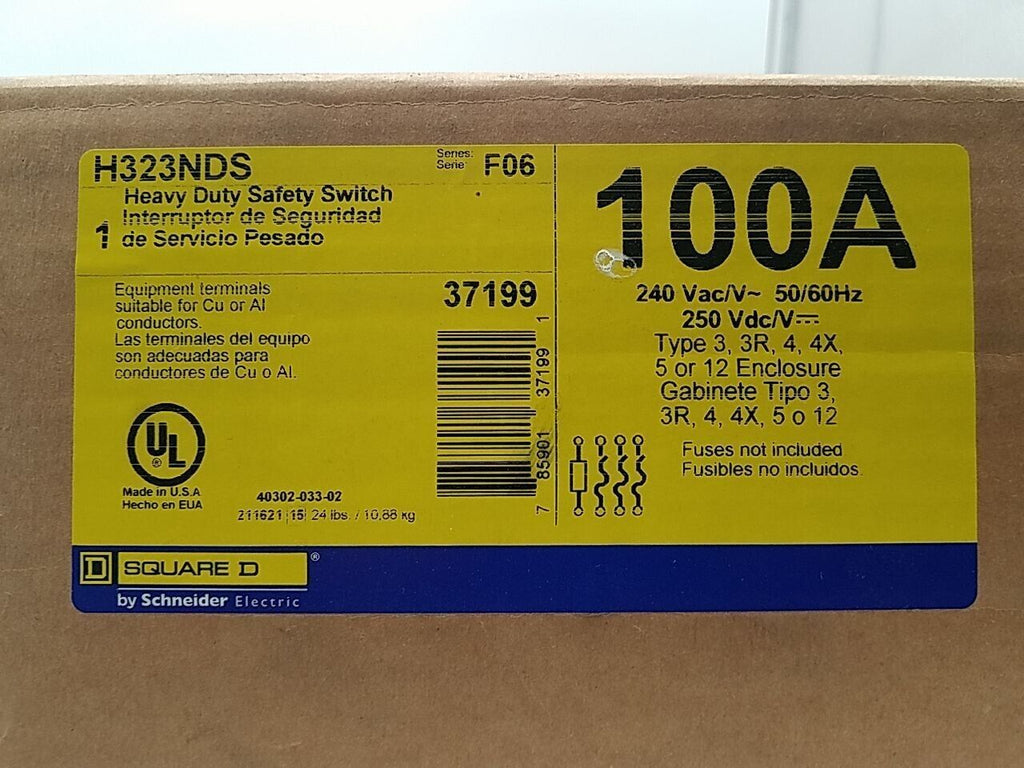 H323NDS
Series:
Serie:
F06
Heavy Duty Safety Switch
Interruptor de Seguridad
1 de Servicio Pesado
Equipment terminals
suitable for Cu or Al
conductors.
Las terminales del equipo
son adecuadas para
conductores de Cu o Al.
37199
7 85901 37199 1
UL
®
Made in U.S.A
Hecho en EUA
40302-033-02
211621 15 24 lbs. / 10,88 kg
100A
240 Vac/V~ 50/60Hz
250 Vdc/V⎓
Type 3, 3R, 4, 4X,
5 or 12 Enclosure
Gabinete Tipo 3,
3R, 4, 4X, 5 o 12
Fuses not included
Fusibles no incluidos.
D SQUARE D ®
by Schneider Electric